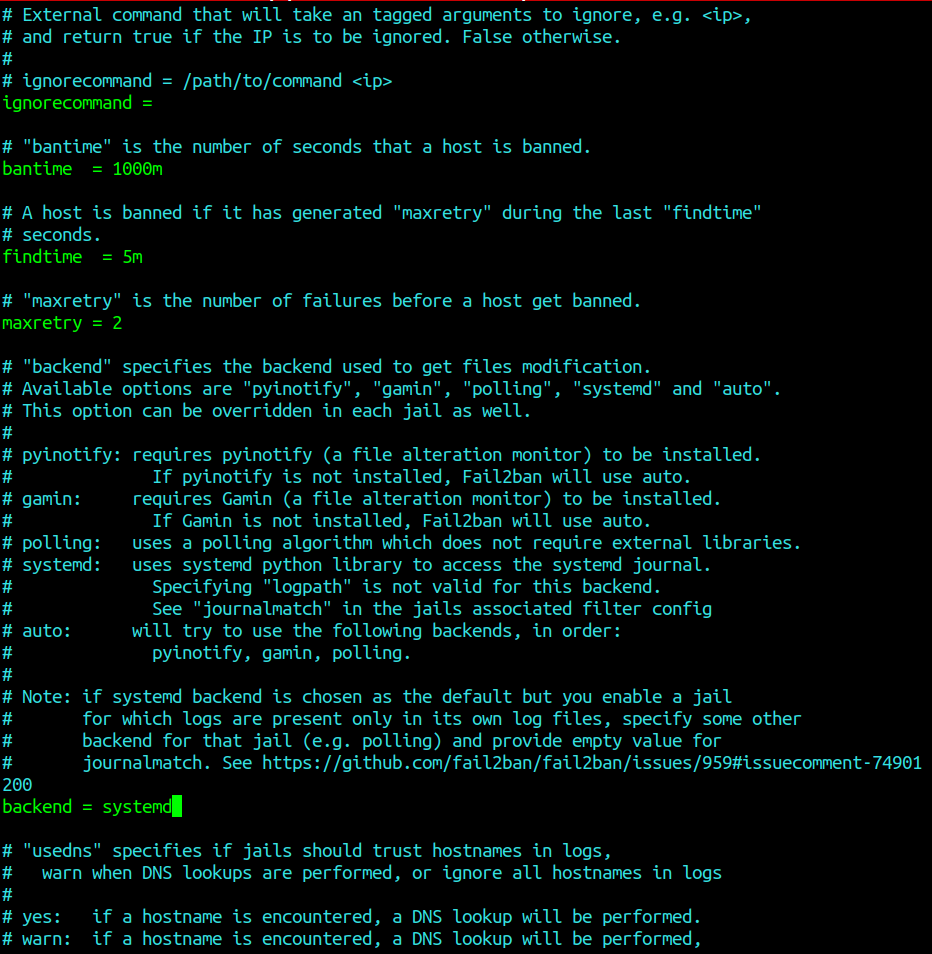 # External command that will take an tagged arguments to ignore, e.g. <ip>,
# and return true if the IP is to be ignored. False otherwise.
#
# ignorecommand = /path/to/command <ip>
ignorecommand =

# "bantime" is the number of seconds that a host is banned.
bantime  = 1000m

# A host is banned if it has generated "maxretry" during the last "findtime"
# seconds.
findtime  = 5m

# "maxretry" is the number of failures before a host get banned.
maxretry = 2

# "backend" specifies the backend used to get files modification.
# Available options are "pyinotify", "gamin", "polling", "systemd" and "auto".
# This option can be overridden in each jail as well.
#
# pyinotify: requires pyinotify (a file alteration monitor) to be installed.
#              If pyinotify is not installed, Fail2ban will use auto.
# gamin:     requires Gamin (a file alteration monitor) to be installed.
#              If Gamin is not installed, Fail2ban will use auto.
# polling:   uses a polling algorithm which does not require external libraries.
# systemd:   uses systemd python library to access the systemd journal.
#              Specifying "logpath" is not valid for this backend.
#              See "journalmatch" in the jails associated filter config
# auto:      will try to use the following backends, in order:
#              pyinotify, gamin, polling.
#
# Note: if systemd backend is chosen as the default but you enable a jail
#       for which logs are present only in its own log files, specify some other
#       backend for that jail (e.g. polling) and provide empty value for
#       journalmatch. See https://github.com/fail2ban/fail2ban/issues/959#issuecomment-74901
200
backend = systemd

# "usedns" specifies if jails should trust hostnames in logs,
#   warn when DNS lookups are performed, or ignore all hostnames in logs
#
# yes:   if a hostname is encountered, a DNS lookup will be performed.
# warn:  if a hostname is encountered, a DNS lookup will be performed,